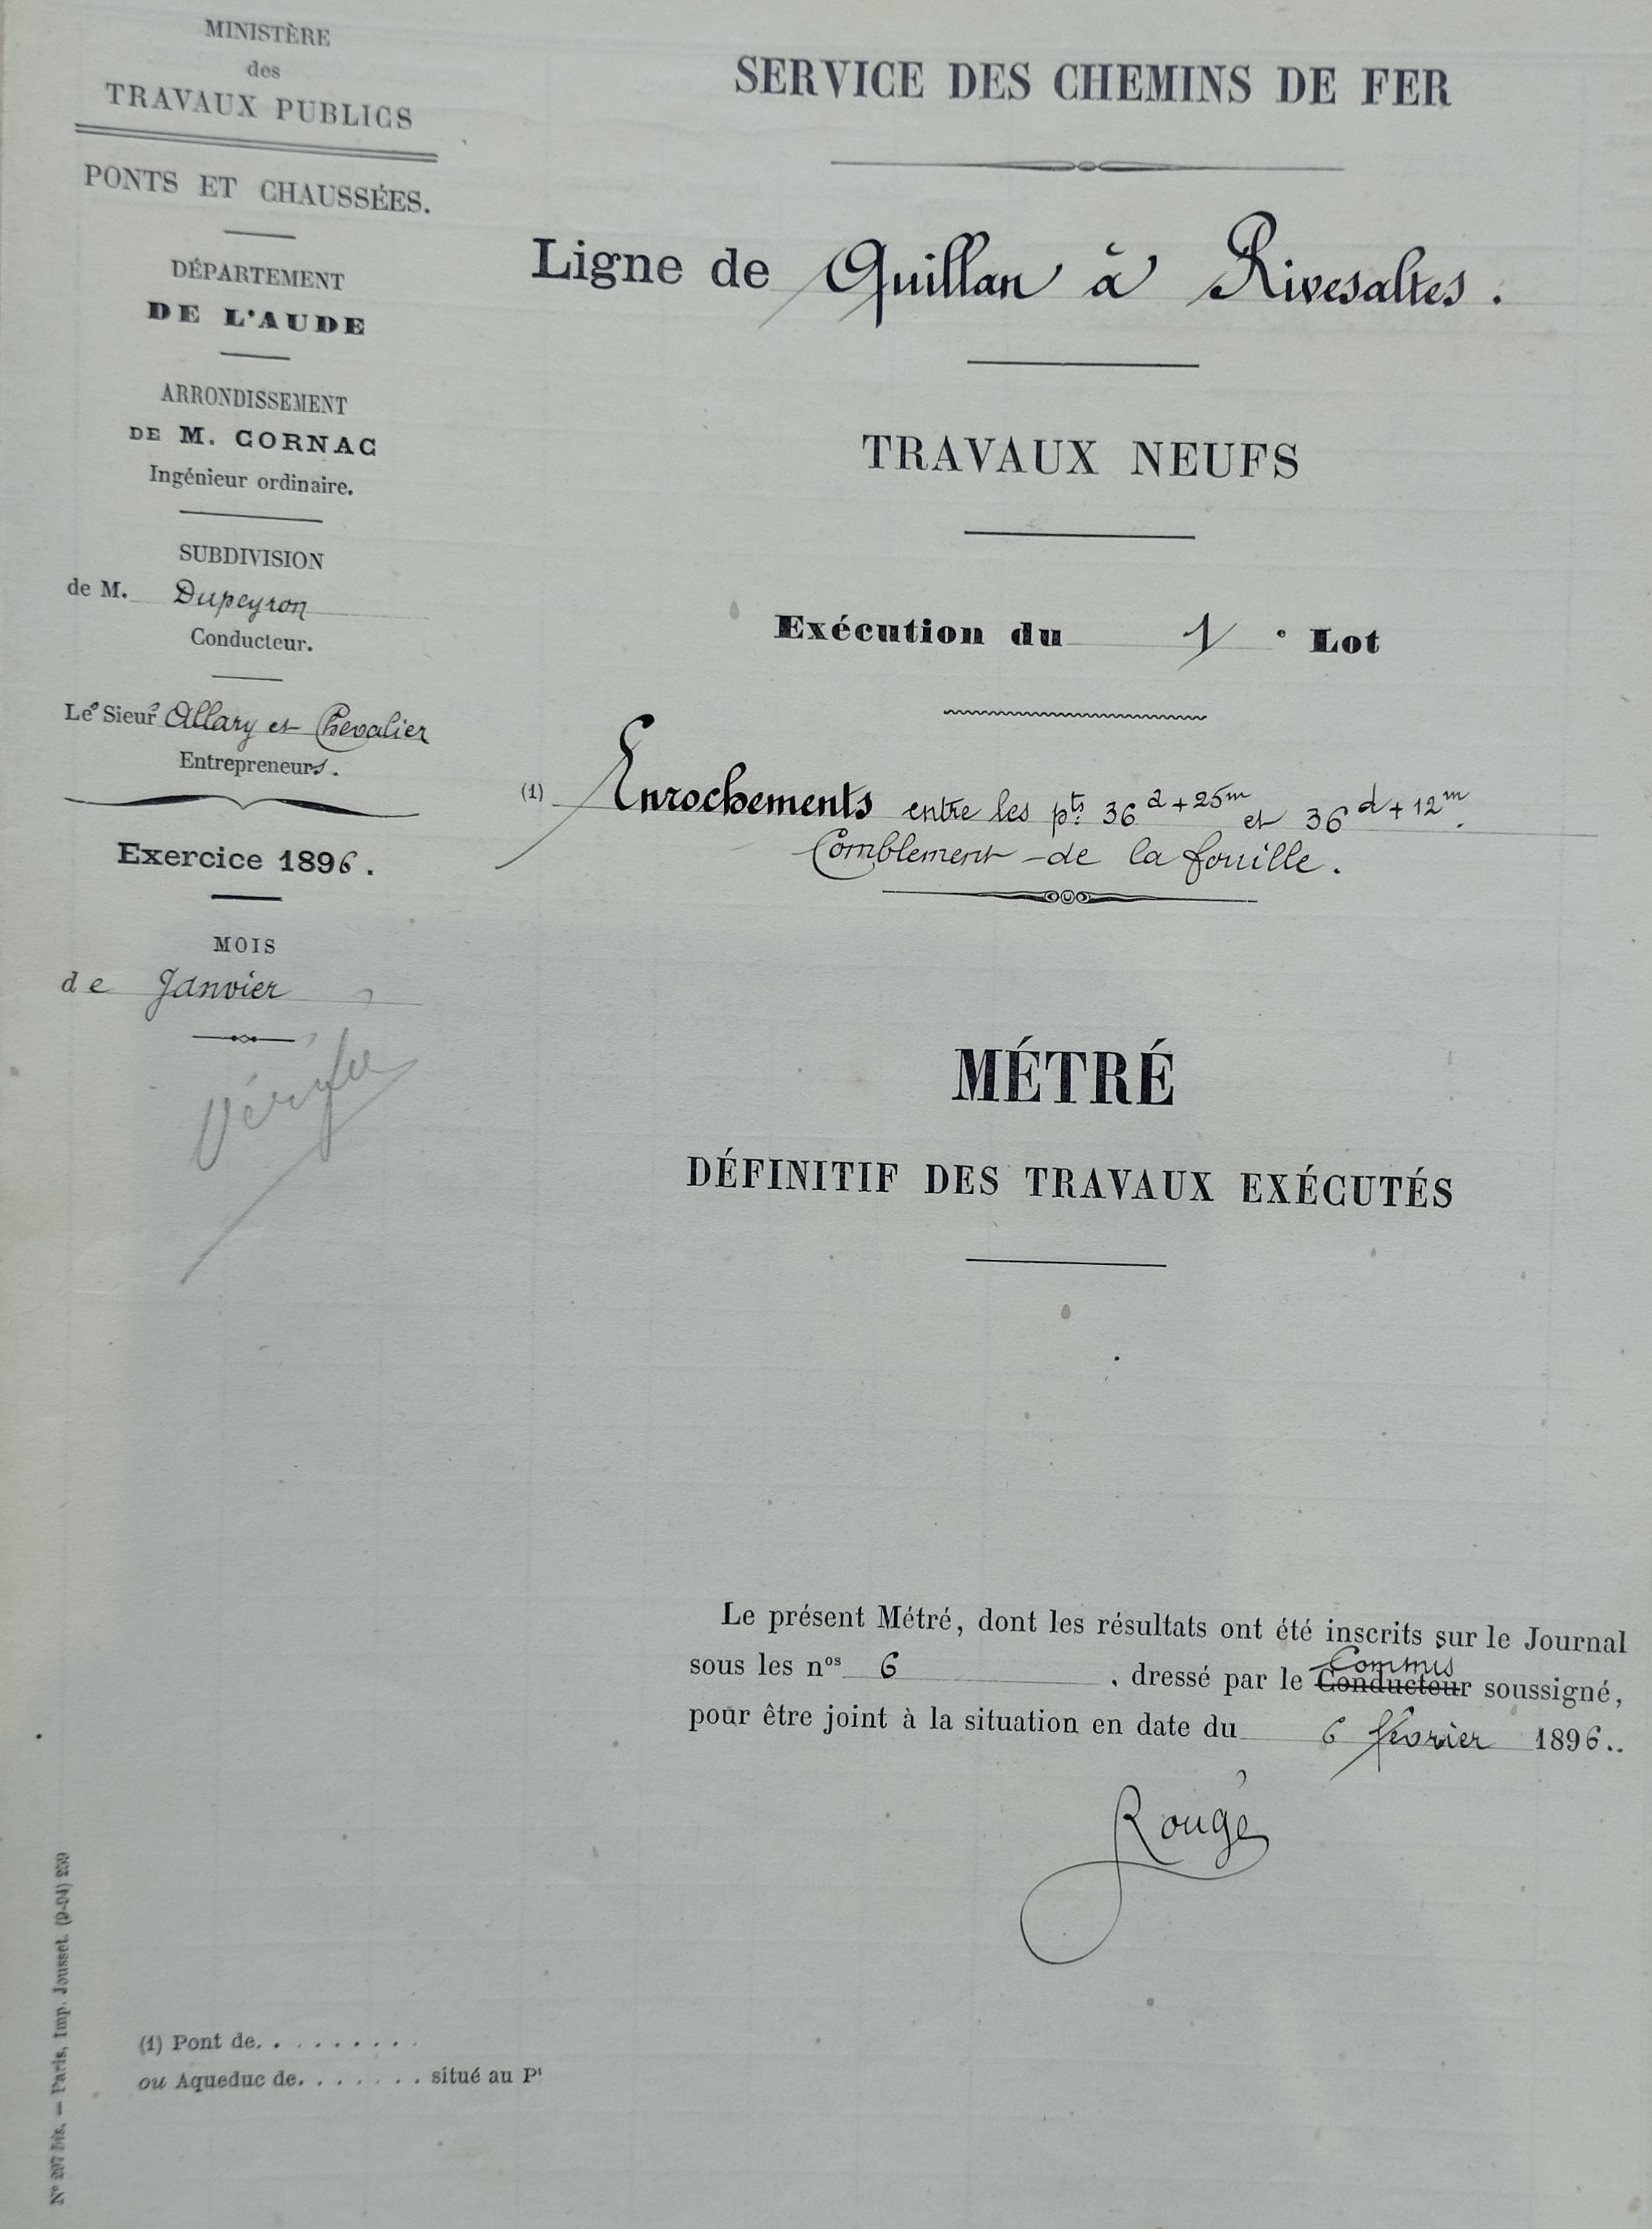 MINISTÈRE
des
TRAVAUX PUBLICS
PONTS ET CHAUSSÉES.
DÉPARTEMENT
DE L'AUDE
ARRONDISSEMENT
DE M. CORNAC
Ingénieur ordinaire.
SUBDIVISION
de M. Dupeyron
Conducteur.
Les Sieurs Allary et Chevalier
Entrepreneurs.
Exercice 1896.
MOIS
de Janvier
Vérifié
SERVICE DES CHEMINS DE FER
Ligne de Quillan à Rivesaltes.
TRAVAUX NEUFS
Exécution du 1e Lot
(1) Enrochements entre les pts 36 + 25m et 36d + 12m.
Comblement de la fouille.
MÉTRÉ
DÉFINITIF DES TRAVAUX EXÉCUTÉS
Le présent Métré, dont les résultats ont été inscrits sur le Journal
Commis
sous les nos 6, dressé par le Conducteur soussigné,
pour être joint à la situation en date du 6 février 1896..
Rougé
(1) Pont de. . . . . . . . .
ou Aqueduc de. . . . . . . situé au Pt
No 297 bis. — Paris, Imp. Jousset. (9-94) 259